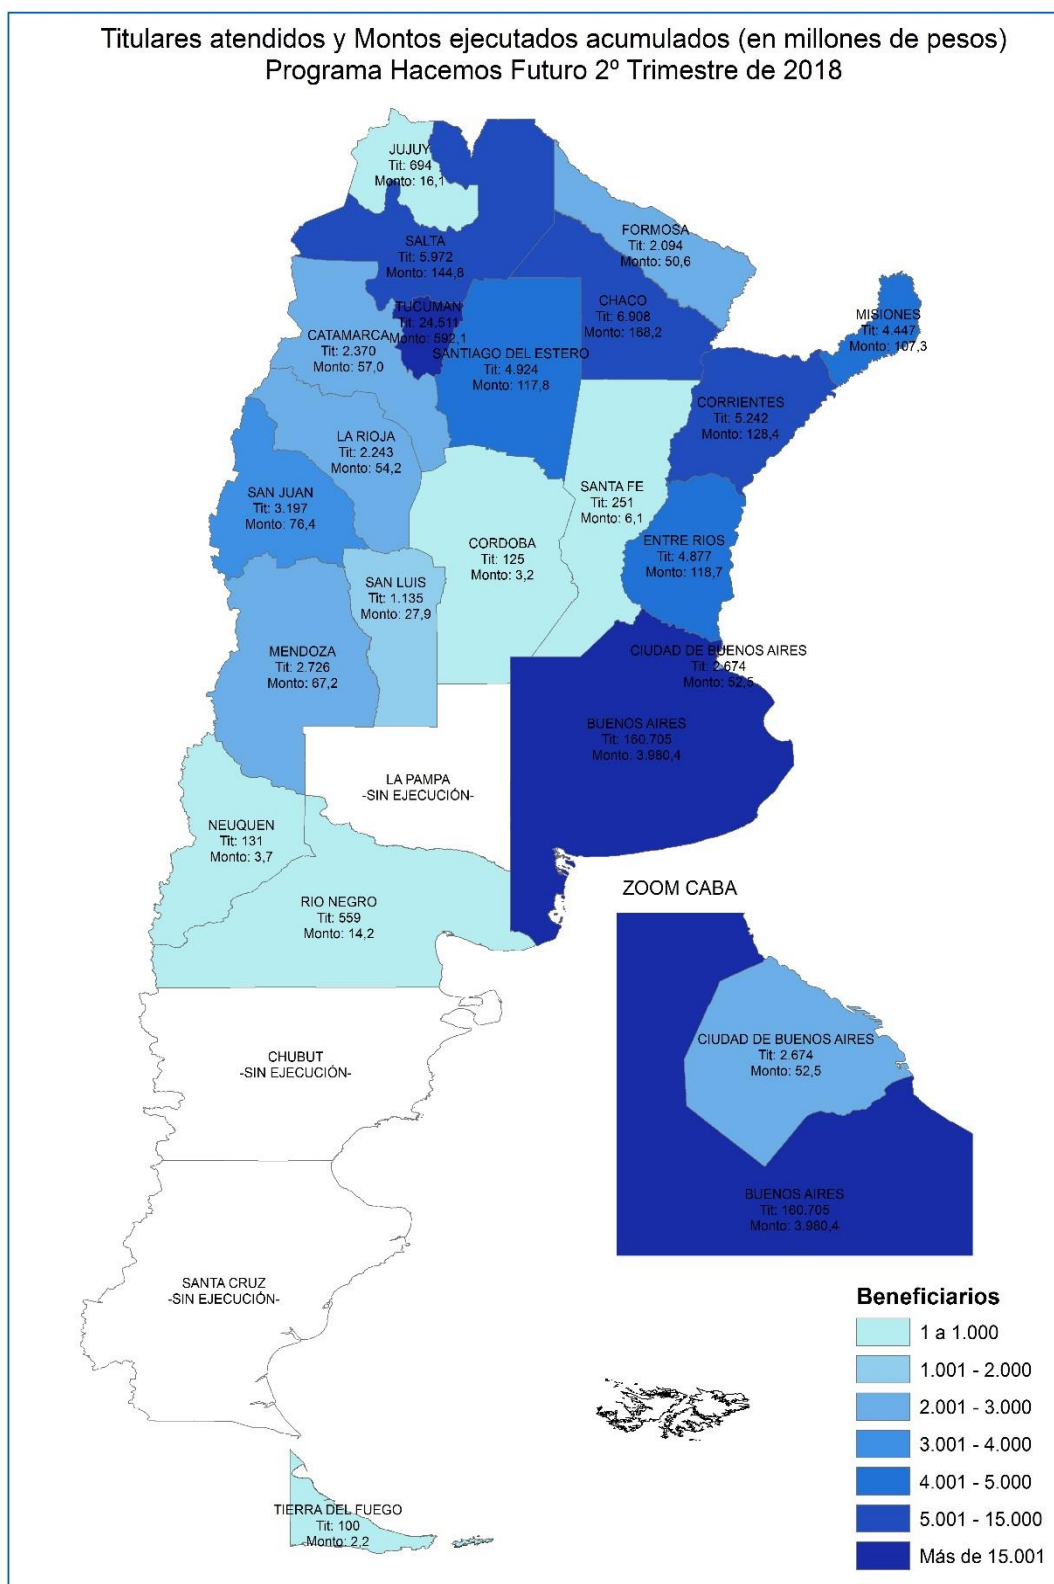 Titulares atendidos y Montos ejecutados acumulados (en millones de pesos)
Programa Hacemos Futuro 2º Trimestre de 2018
JUJUY
Tit: 694
Monto: 16,1
SALTA
Tit: 5.972
Monto: 144,8
FORMOSA
Tit: 2.094
Monto: 50,6
TUCUMAN
Tit: 24.511
Monto: 592,1
CHACO
Tit: 6.908
Monto: 168,2
MISIONES
Tit: 4.447
Monto: 107,3
CATAMARCA
Tit: 2.370
Monto: 57,0
SANTIAGO DEL ESTERO
Tit: 4.924
Monto: 117,8
CORRIENTES
Tit: 5.242
Monto: 128,4
LA RIOJA
Tit: 2.243
Monto: 54,2
SAN JUAN
Tit: 3.197
Monto: 76,4
SANTA FE
Tit: 251
Monto: 6,1
CORDOBA
Tit: 125
Monto: 3,2
ENTRE RIOS
Tit: 4.877
Monto: 118,7
SAN LUIS
Tit: 1.135
Monto: 27,9
MENDOZA
Tit: 2.726
Monto: 67,2
CIUDAD DE BUENOS AIRES
Tit: 2.674
Monto: 52,5
BUENOS AIRES
Tit: 160.705
Monto: 3.980,4
LA PAMPA
-SIN EJECUCIÓN-
NEUQUEN
Tit: 131
Monto: 3,7
RIO NEGRO
Tit: 559
Monto: 14,2
ZOOM CABA
CIUDAD DE BUENOS AIRES
Tit: 2.674
Monto: 52,5
BUENOS AIRES
Tit: 160.705
Monto: 3.980,4
CHUBUT
-SIN EJECUCIÓN-
SANTA CRUZ
-SIN EJECUCIÓN-
TIERRA DEL FUEGO
Tit: 100
Monto: 2,2
Beneficiarios
1 a 1.000
1.001 - 2.000
2.001 - 3.000
3.001 - 4.000
4.001 - 5.000
5.001 - 15.000
Más de 15.001